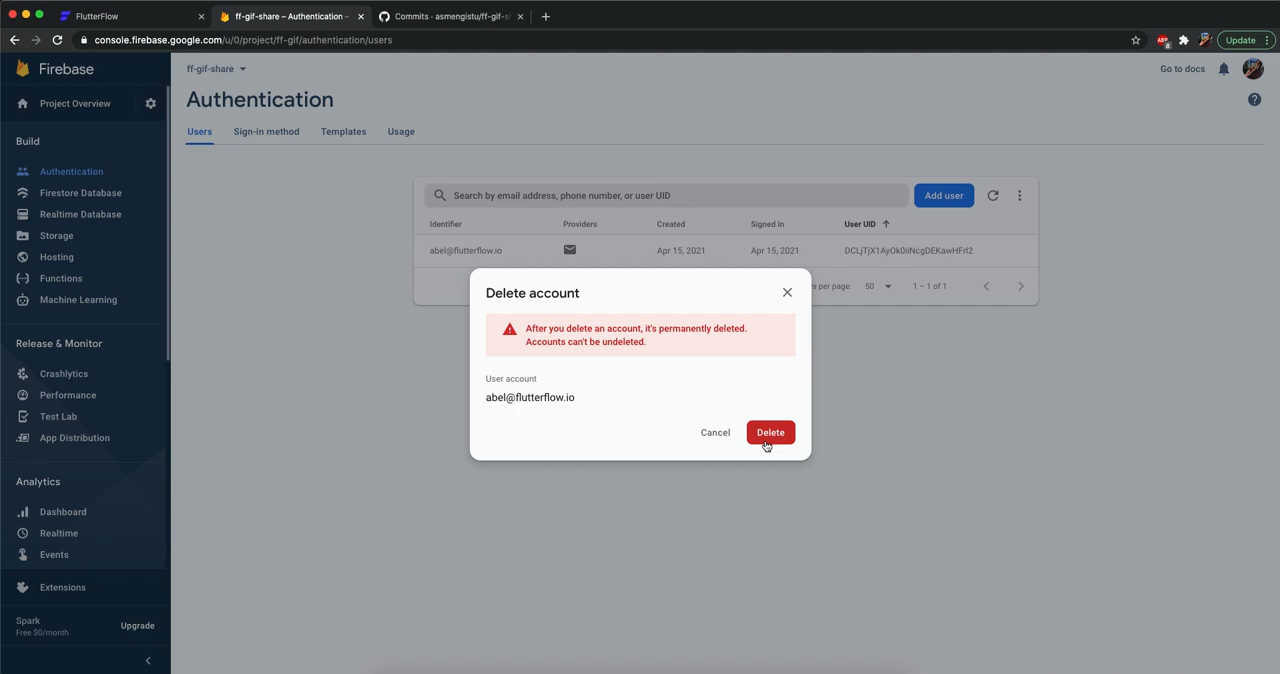 FlutterFlow
ff-gif-share – Authentication –
Commits · asmengistu/ff-gif-s
console.firebase.google.com/u/0/project/ff-gif/authentication/users
ABP
Update
Firebase
ff-gif-share
Go to docs
Project Overview
Authentication
Users
Sign-in method
Templates
Usage
Build
Authentication
Firestore Database
Realtime Database
Storage
Hosting
Functions
Machine Learning
Release & Monitor
Crashlytics
Performance
Test Lab
App Distribution
Analytics
Dashboard
Realtime
Events
Extensions
Spark
Free $0/month
Upgrade
Search by email address, phone number, or user UID
Add user
Identifier
Providers
Created
Signed In
User UID
abel@flutterflow.io
Apr 15, 2021
Apr 15, 2021
s per page:
50
1 – 1 of 1
Delete account
After you delete an account, it's permanently deleted.
Accounts can't be undeleted.
User account
abel@flutterflow.io
Cancel
Delete